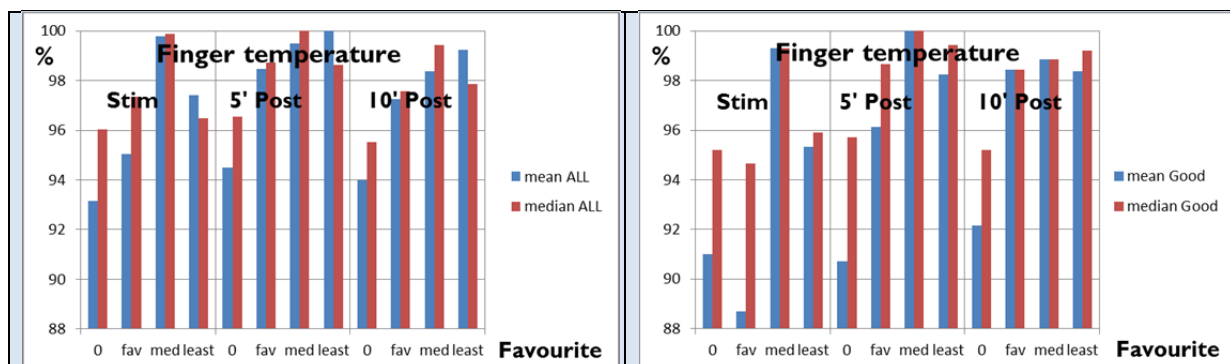 100
98
96
94
92
90
88
%
Finger temperature
Stim
5' Post
10' Post
mean ALL
median ALL
0 fav med least 0 fav med least 0 fav med least
Favourite
100
98
96
94
92
90
88
%
Finger temperature
Stim
5' Post
10' Post
mean Good
median Good
0 fav med least 0 fav med least 0 fav med least
Favourite